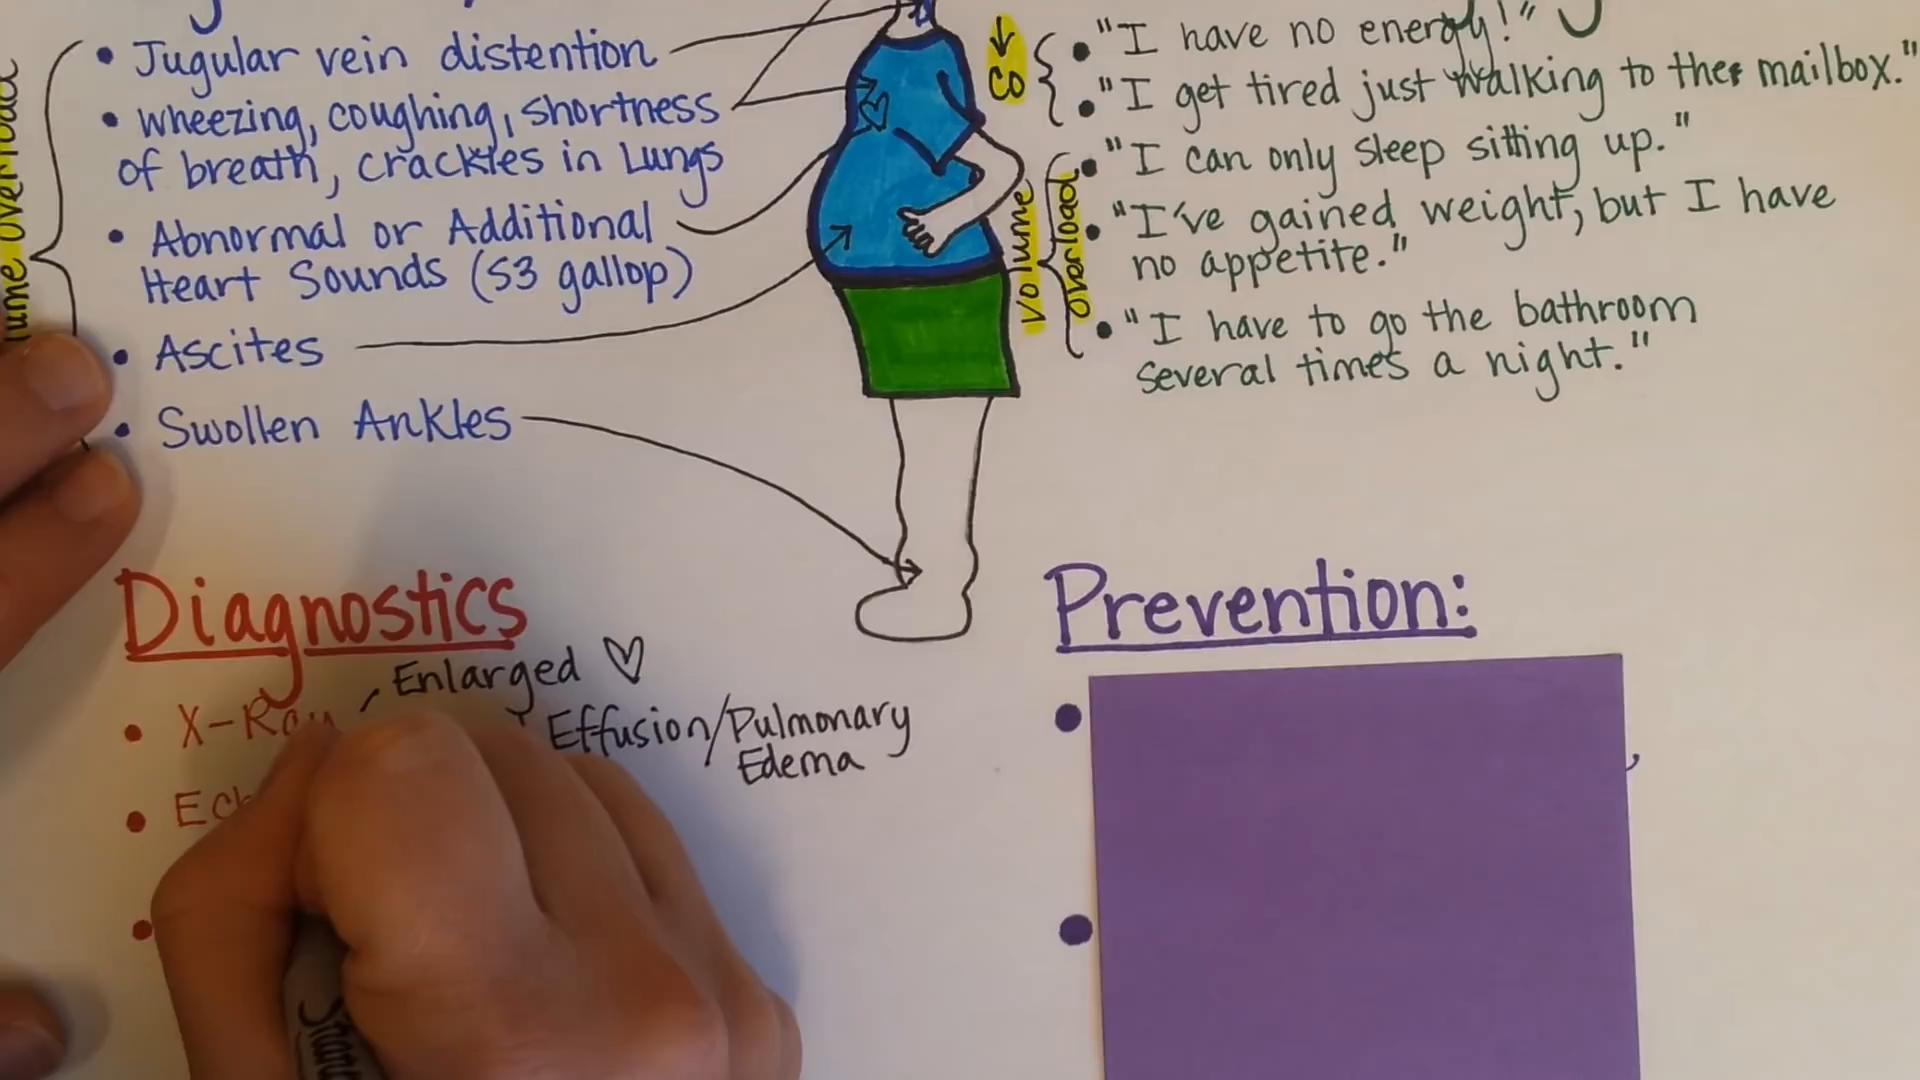 • Jugular vein distention
• Wheezing, coughing, shortness
of breath, crackles in Lungs
• Abnormal or Additional
Heart Sounds (S3 gallop)
• Ascites
• Swollen Ankles
↓
CO
• "I have no energy!"
• "I get tired just walking to the mailbox."
• "I can only sleep sitting up."
• "I've gained weight, but I have
no appetite."
• "I have to go the bathroom
several times a night."
volume
overload
Diagnostics
Enlarged ♡
• X-Ray
Effusion/Pulmonary
Edema
Prevention: